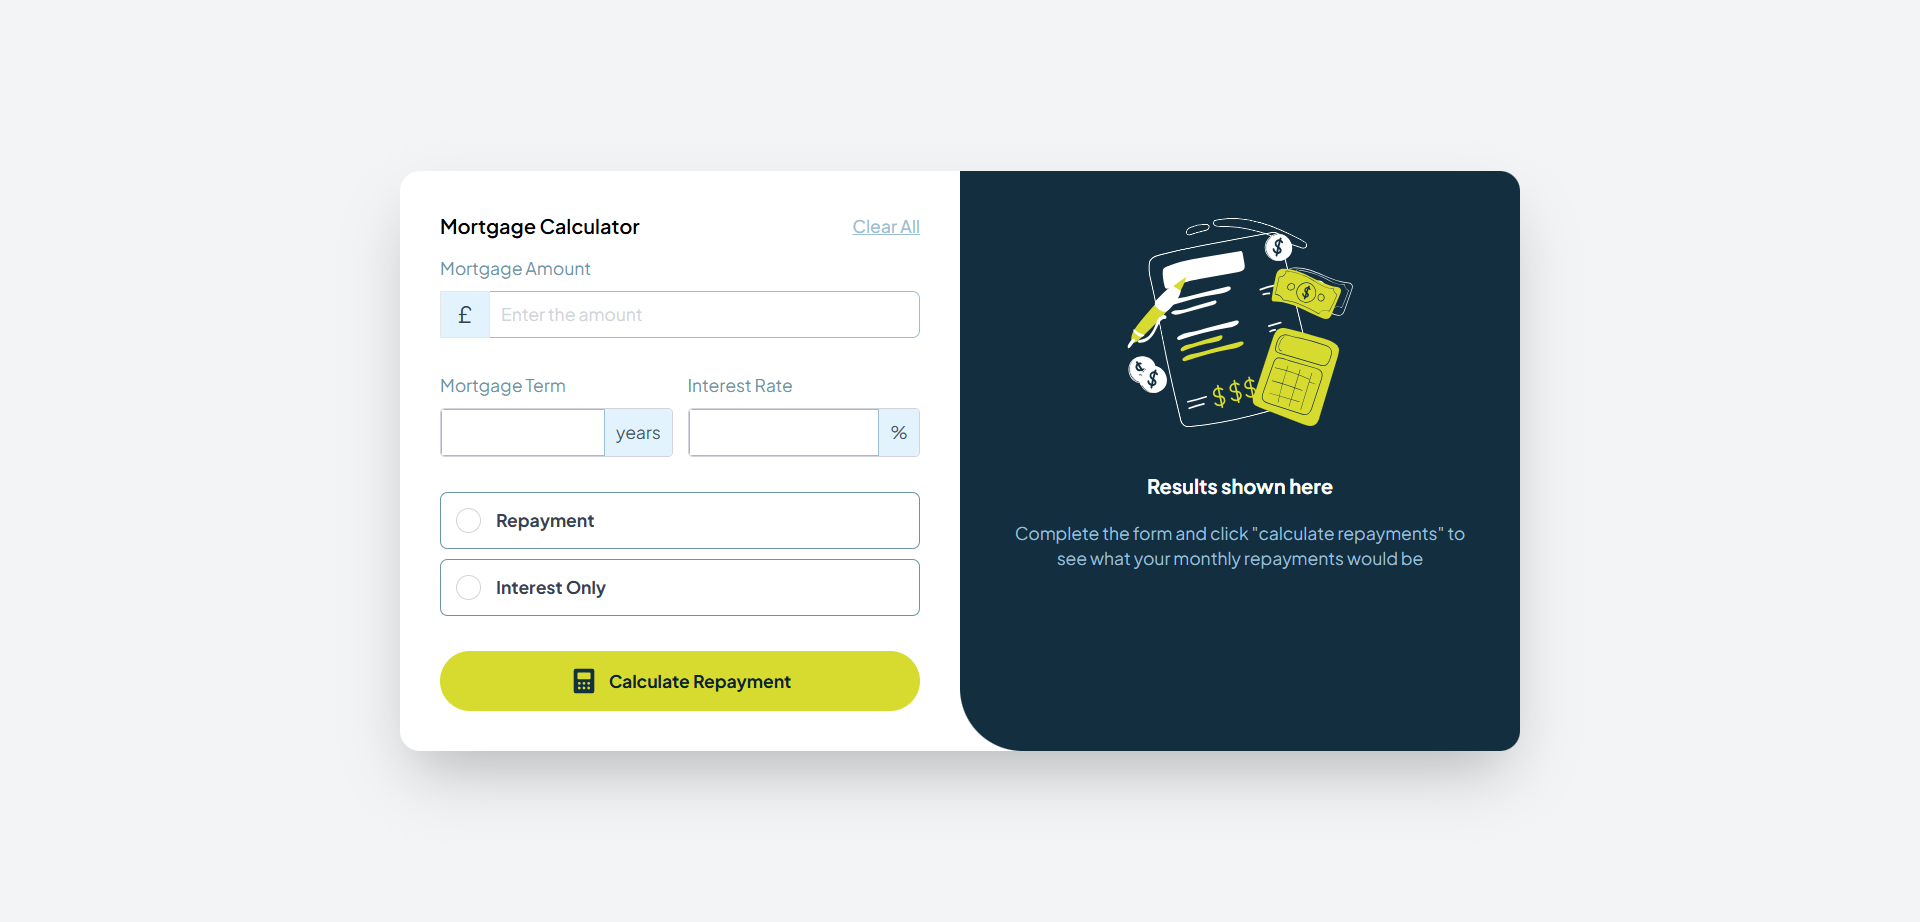 Mortgage Calculator
Clear All
Mortgage Amount
£
Enter the amount
Mortgage Term
Interest Rate
years
%
Repayment
Interest Only
Calculate Repayment
$
$
$
$
$$$
Results shown here
Complete the form and click "calculate repayments" to
see what your monthly repayments would be